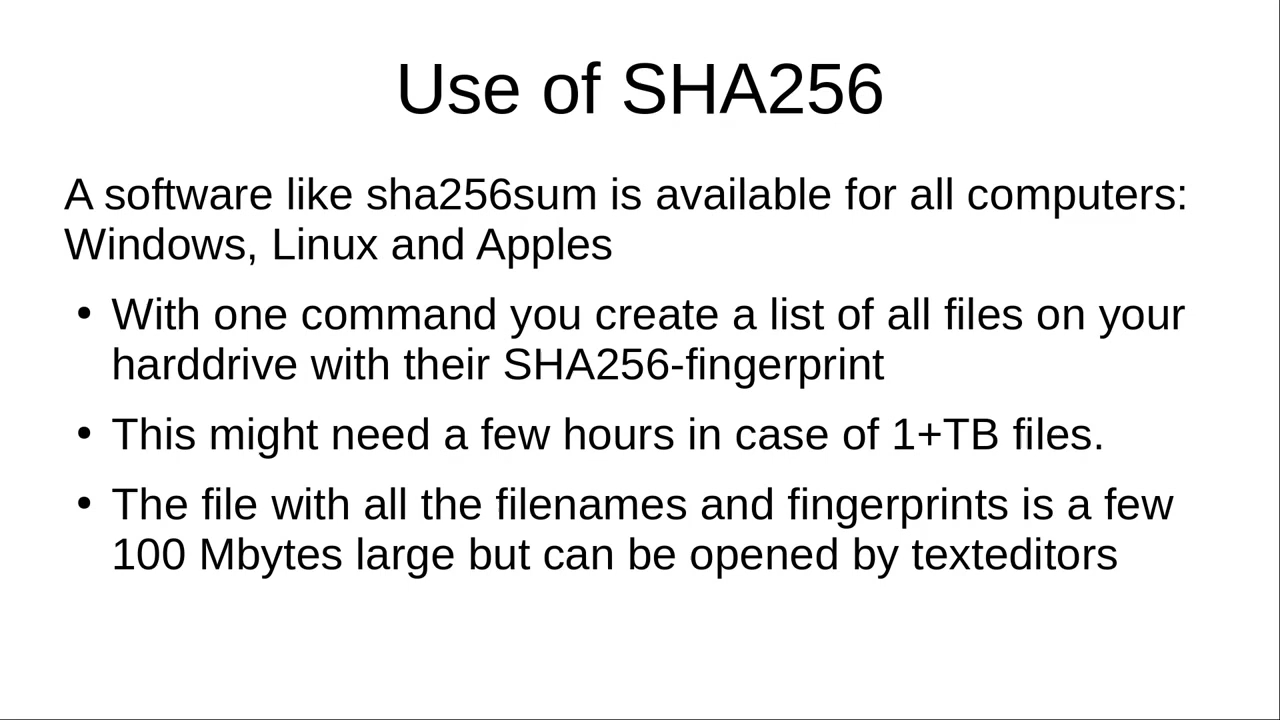 Use of SHA256
A software like sha256sum is available for all computers:
Windows, Linux and Apples
• With one command you create a list of all files on your
harddrive with their SHA256-fingerprint
• This might need a few hours in case of 1+TB files.
• The file with all the filenames and fingerprints is a few
100 Mbytes large but can be opened by texteditors